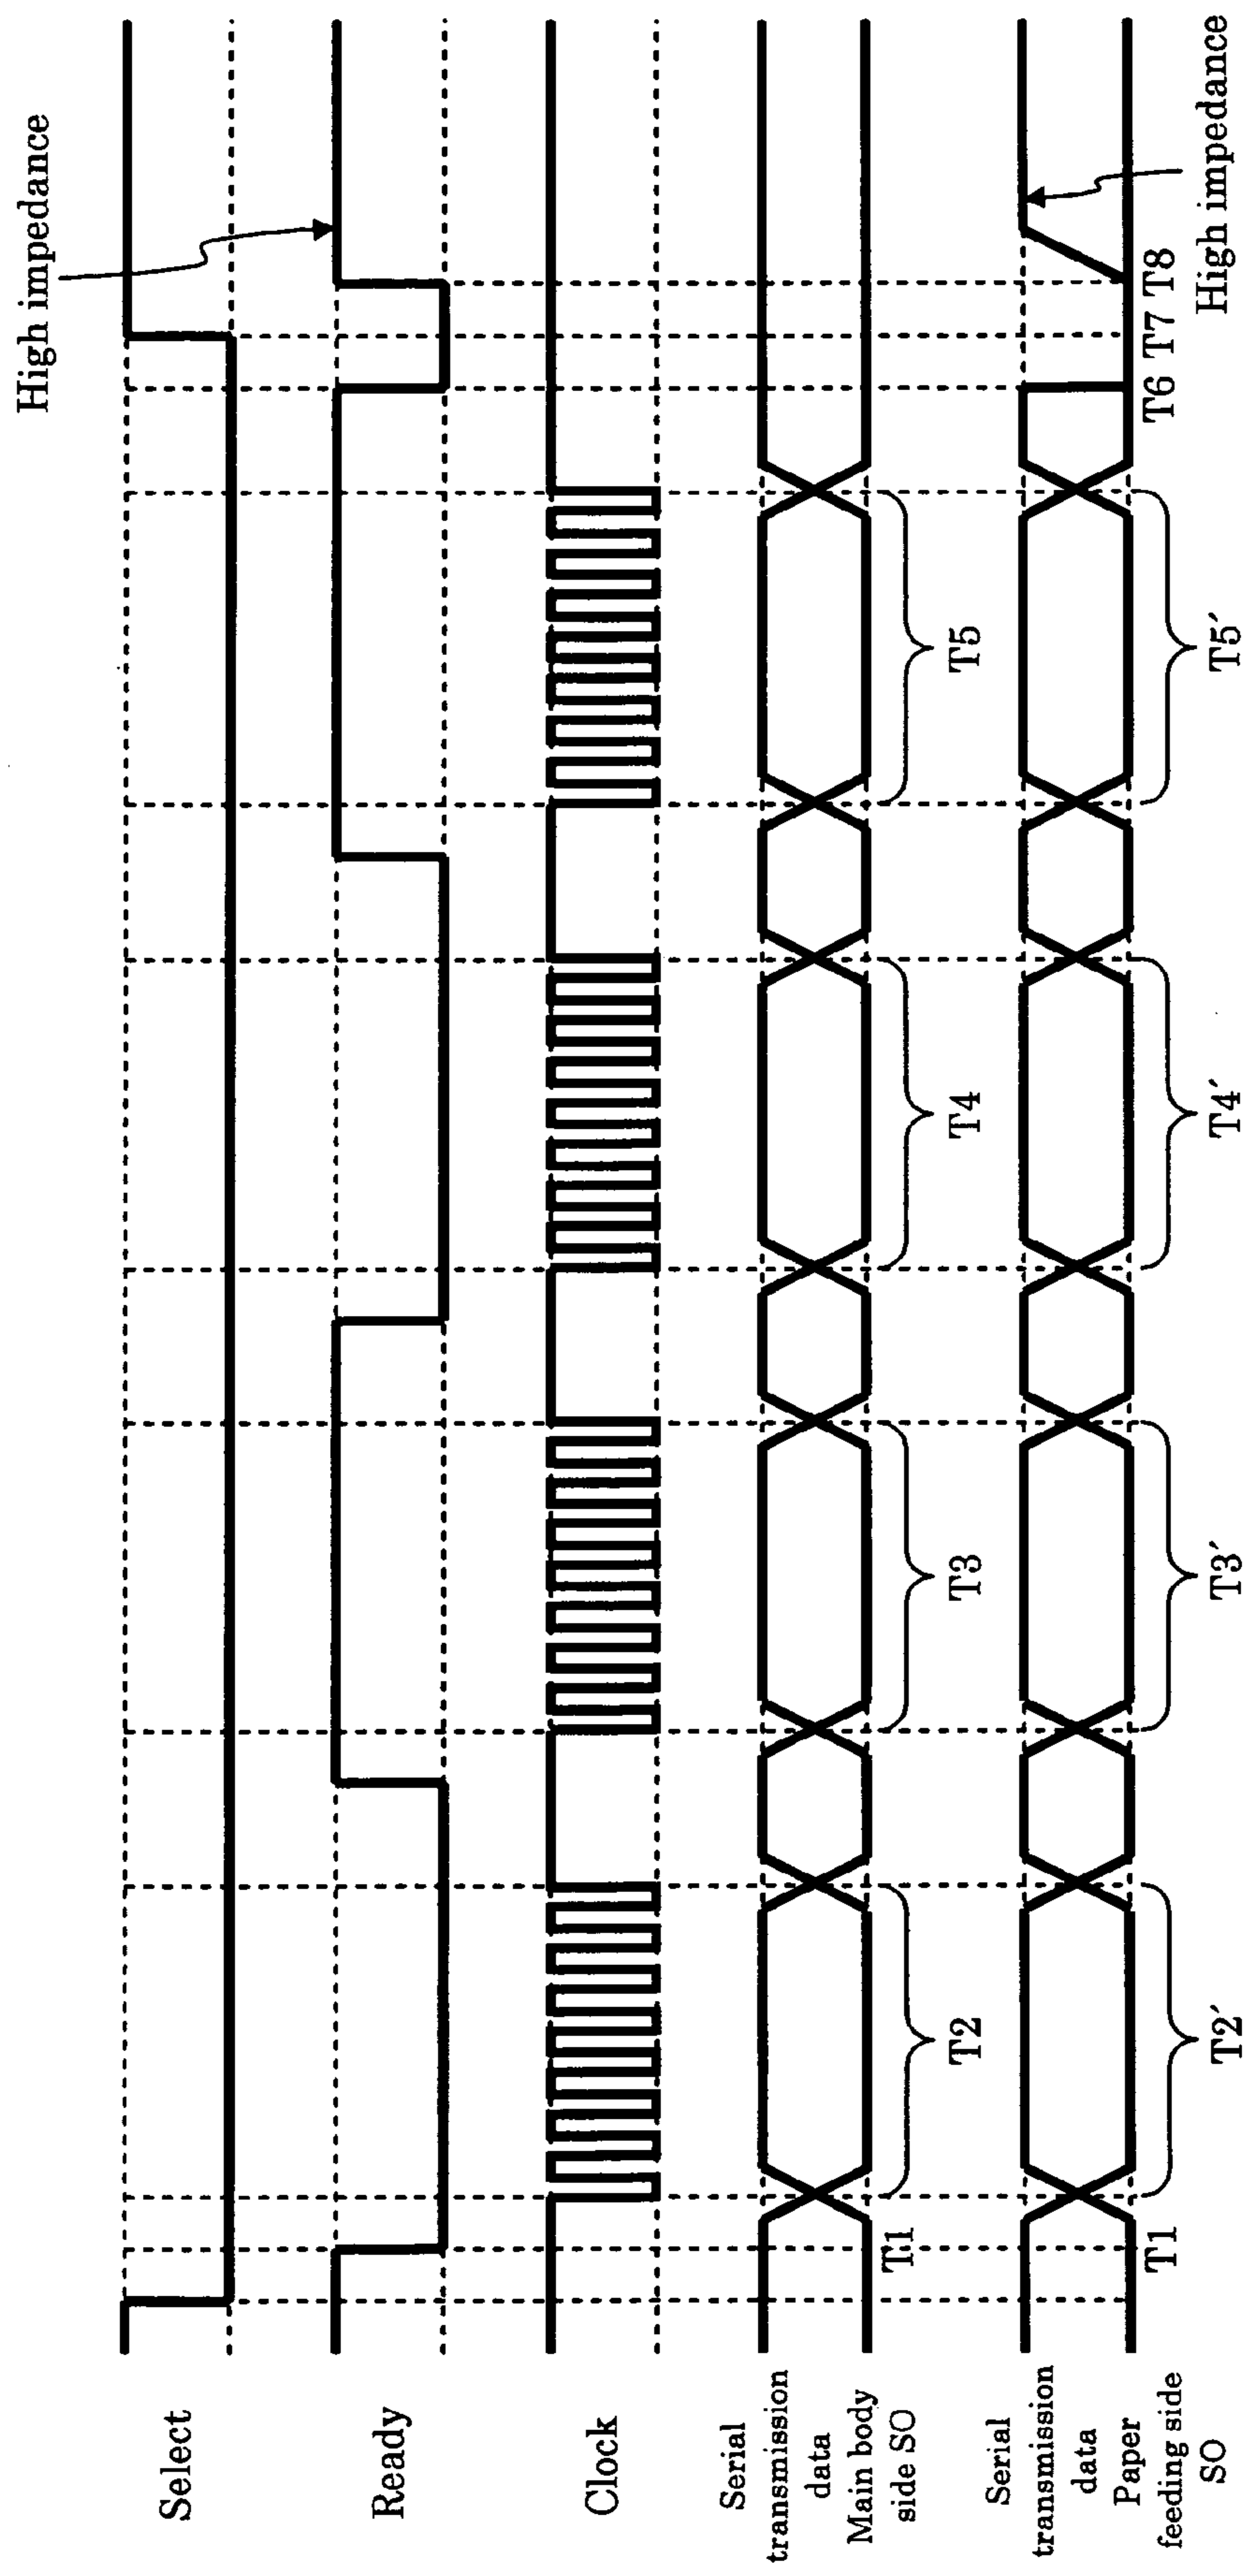 High impedance
Select
Ready
Clock
Serial
transmission
data
Main body
side SO
T1
T2
T3
T4
T5
Serial
transmission
data
Paper
feeding side
SO
T1
T6 T7 T8
T2′
T3′
T4′
T5′
High impedance